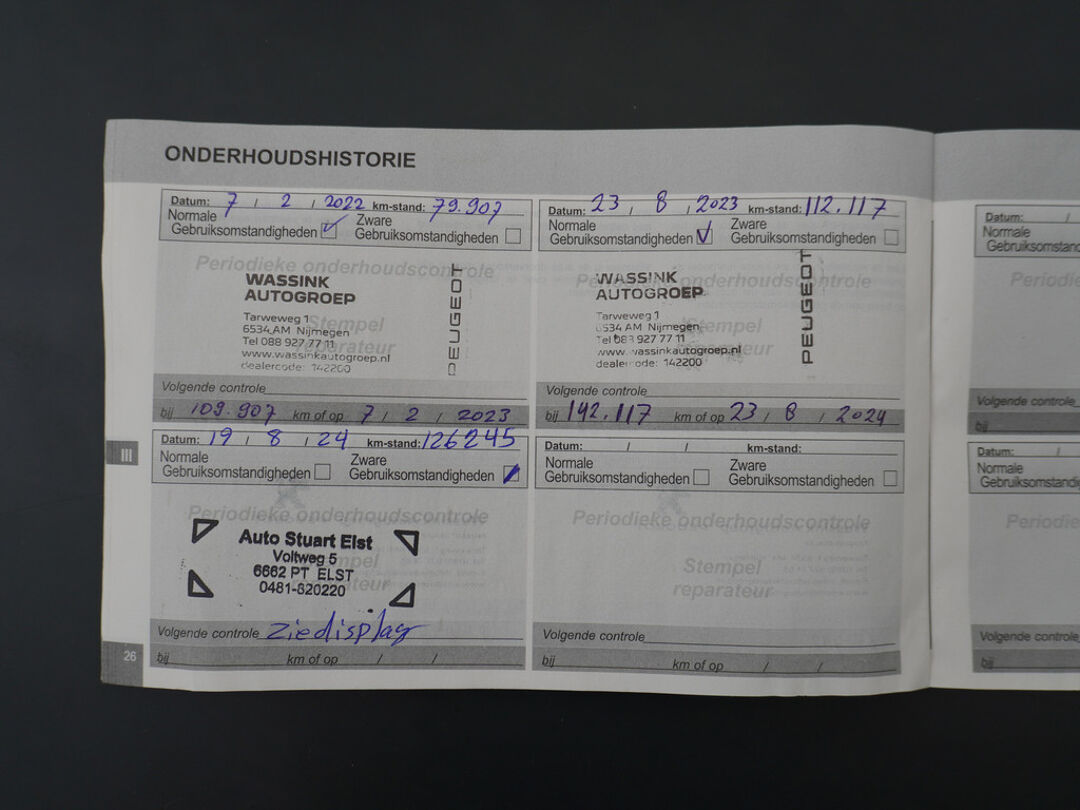 ONDERHOUDSHISTORIE
Datum: 7 / 2 / 2022 km-stand: 79.907
Normale Gebruiksomstandigheden
Zware Gebruiksomstandigheden
Periodieke onderhoudscontrole
WASSINK
AUTOGROEP
PEUGEOT
Tarweweg 1
6534 AM Nijmegen
Tel 088 927 77 11
www.wassinkautogroep.nl
dealercode: 142200
Stempel
reparateur
Volgende controle
bij 109.907 km of op 7 / 2 / 2023
Datum: 23 / 8 / 2023 km-stand: 112.117
Normale
Gebruiksomstandigheden
Zware
Gebruiksomstandigheden
Periodieke onderhoudscontrole
WASSINK
AUTOGROEP
PEUGEOT
Tarweweg 1
6534 AM Nijmegen
Tel 088 927 77 11
www.wassinkautogroep.nl
dealercode: 142200
Stempel
reparateur
Volgende controle
bij 142.117 km of op 23 / 8 / 2024
III
Datum: 19 / 8 / 24 km-stand: 126245
Normale
Gebruiksomstandigheden
Zware
Gebruiksomstandigheden
Periodieke onderhoudscontrole
Auto Stuart Elst
Voltweg 5
6662 PT ELST
0481-820220
Stempel
reparateur
Volgende controle zie display
bij km of op / /
Datum: / / km-stand:
Normale
Gebruiksomstandigheden
Zware
Gebruiksomstandigheden
Periodieke onderhoudscontrole
Stempel
reparateur
Volgende controle
bij km of op / /
26
Datum: /
Normale
Gebruiksomstan
Periodi
Volgende controle
bij
Datum: /
Normale
Gebruiksomstandi
Periodi
Volgende controle
bij